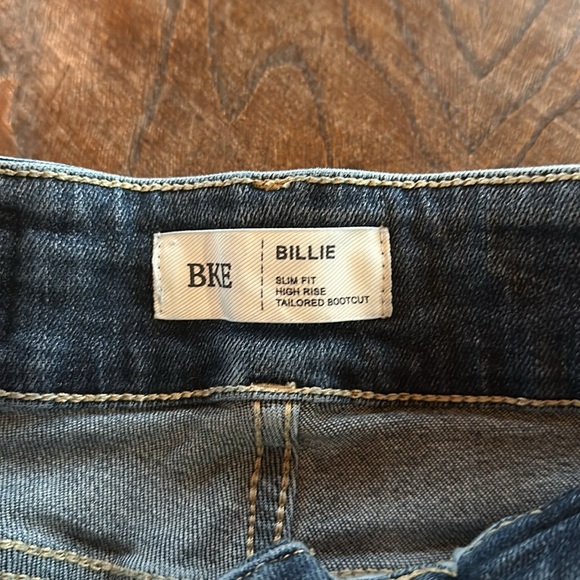 BKE
BILLIE
SLIM FIT
HIGH RISE
TAILORED BOOTCUT